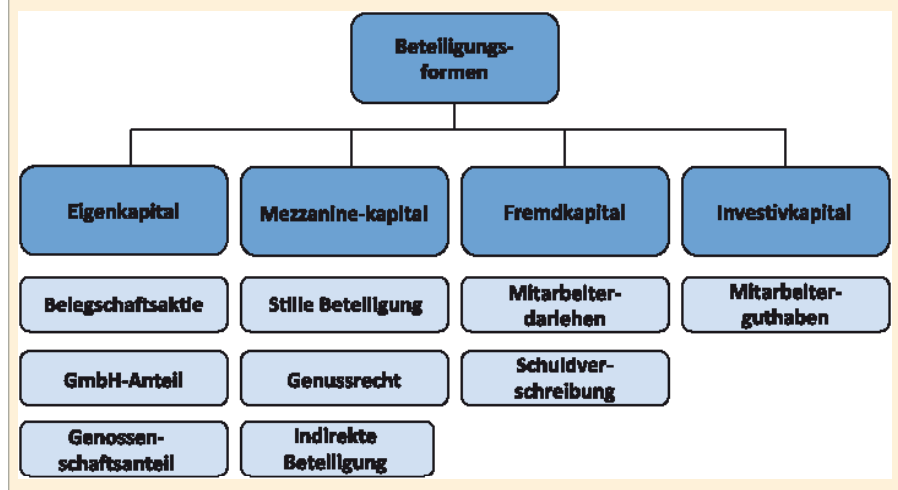 Beteiligungs-
formen
Eigenkapital
Mezzanine-kapital
Fremdkapital
Investivkapital
Belegschaftsaktie
Stille Beteiligung
Mitarbeiter-
darlehen
Mitarbeiter-
guthaben
GmbH-Anteil
Genussrecht
Schuldver-
schreibung
Genossen-
schaftsanteil
Indirekte
Beteiligung